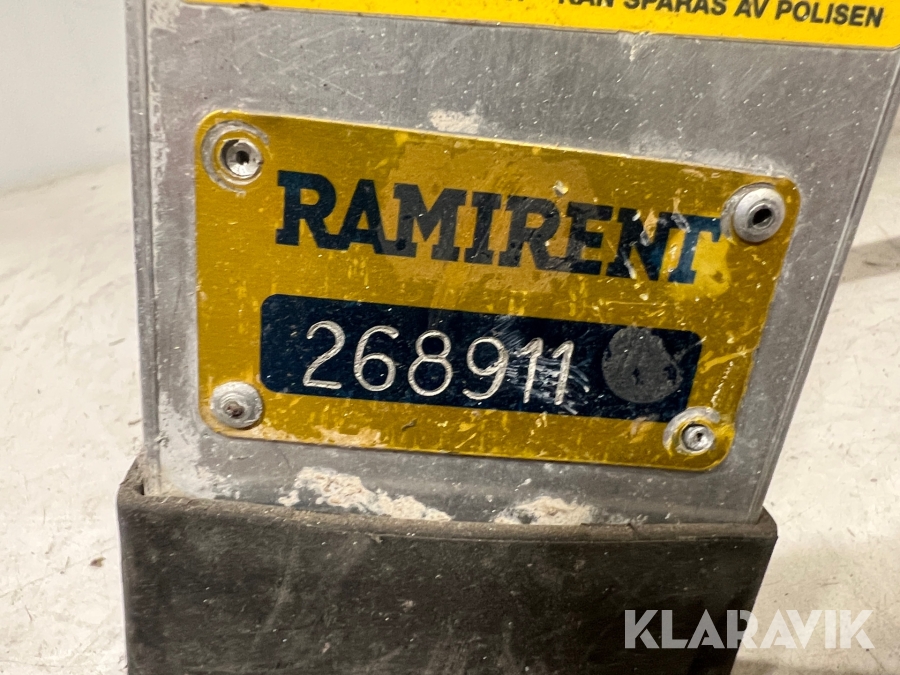 KAN SPÅRAS AV POLISEN
RAMIRENT
268911
KLARAVIK